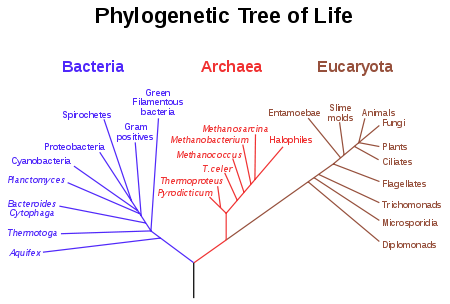 Phylogenetic Tree of Life
Bacteria
Archaea
Eucaryota
Green
Filamentous
bacteria
Spirochetes
Gram
positives
Proteobacteria
Cyanobacteria
Planctomyces
Bacteroides
Cytophaga
Thermotoga
Aquifex
Methanosarcina
Methanobacterium
Halophiles
Methanococcus
T.celer
Thermoproteus
Pyrodicticum
Entamoebae
Slime
molds
Animals
Fungi
Plants
Ciliates
Flagellates
Trichomonads
Microsporidia
Diplomonads